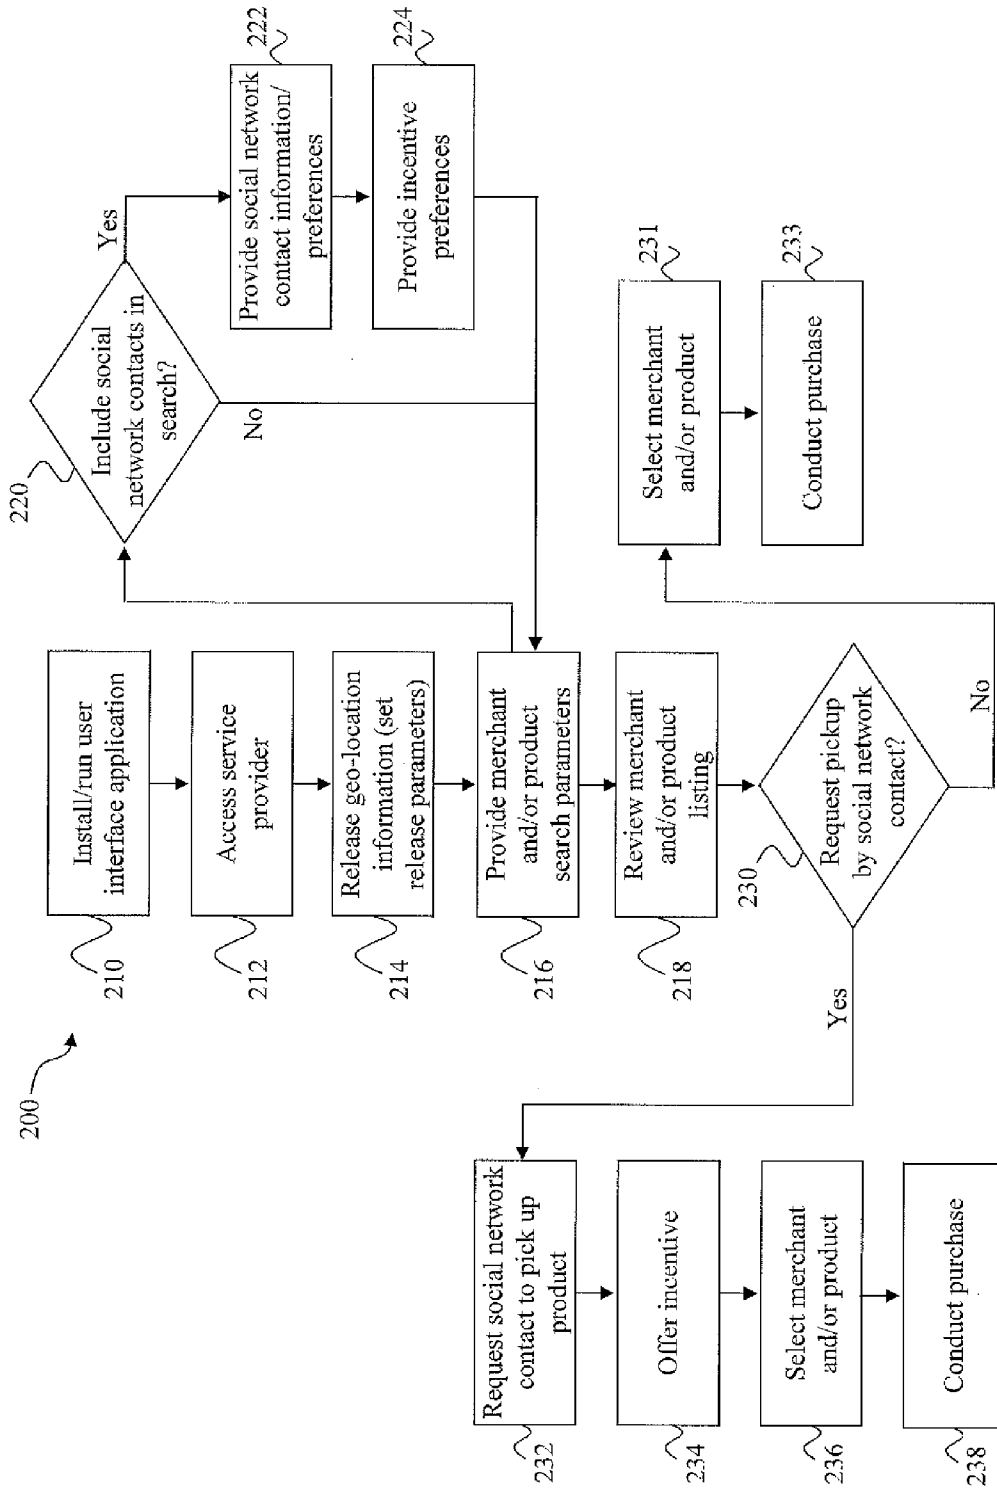 200
210
Install/run user
interface application
212
Access service
provider
214
Release geo-location
information (set
release parameters)
216
Provide merchant
and/or product
search parameters
218
Review merchant
and/or product
listing
220
Include social
network contacts in
search?
Yes
No
222
Provide social network
contact information/
preferences
224
Provide incentive
preferences
230
Request pickup
by social network
contact?
Yes
No
231
Select merchant
and/or product
233
Conduct purchase
232
Request social network
contact to pick up
product
234
Offer incentive
236
Select merchant
and/or product
238
Conduct purchase